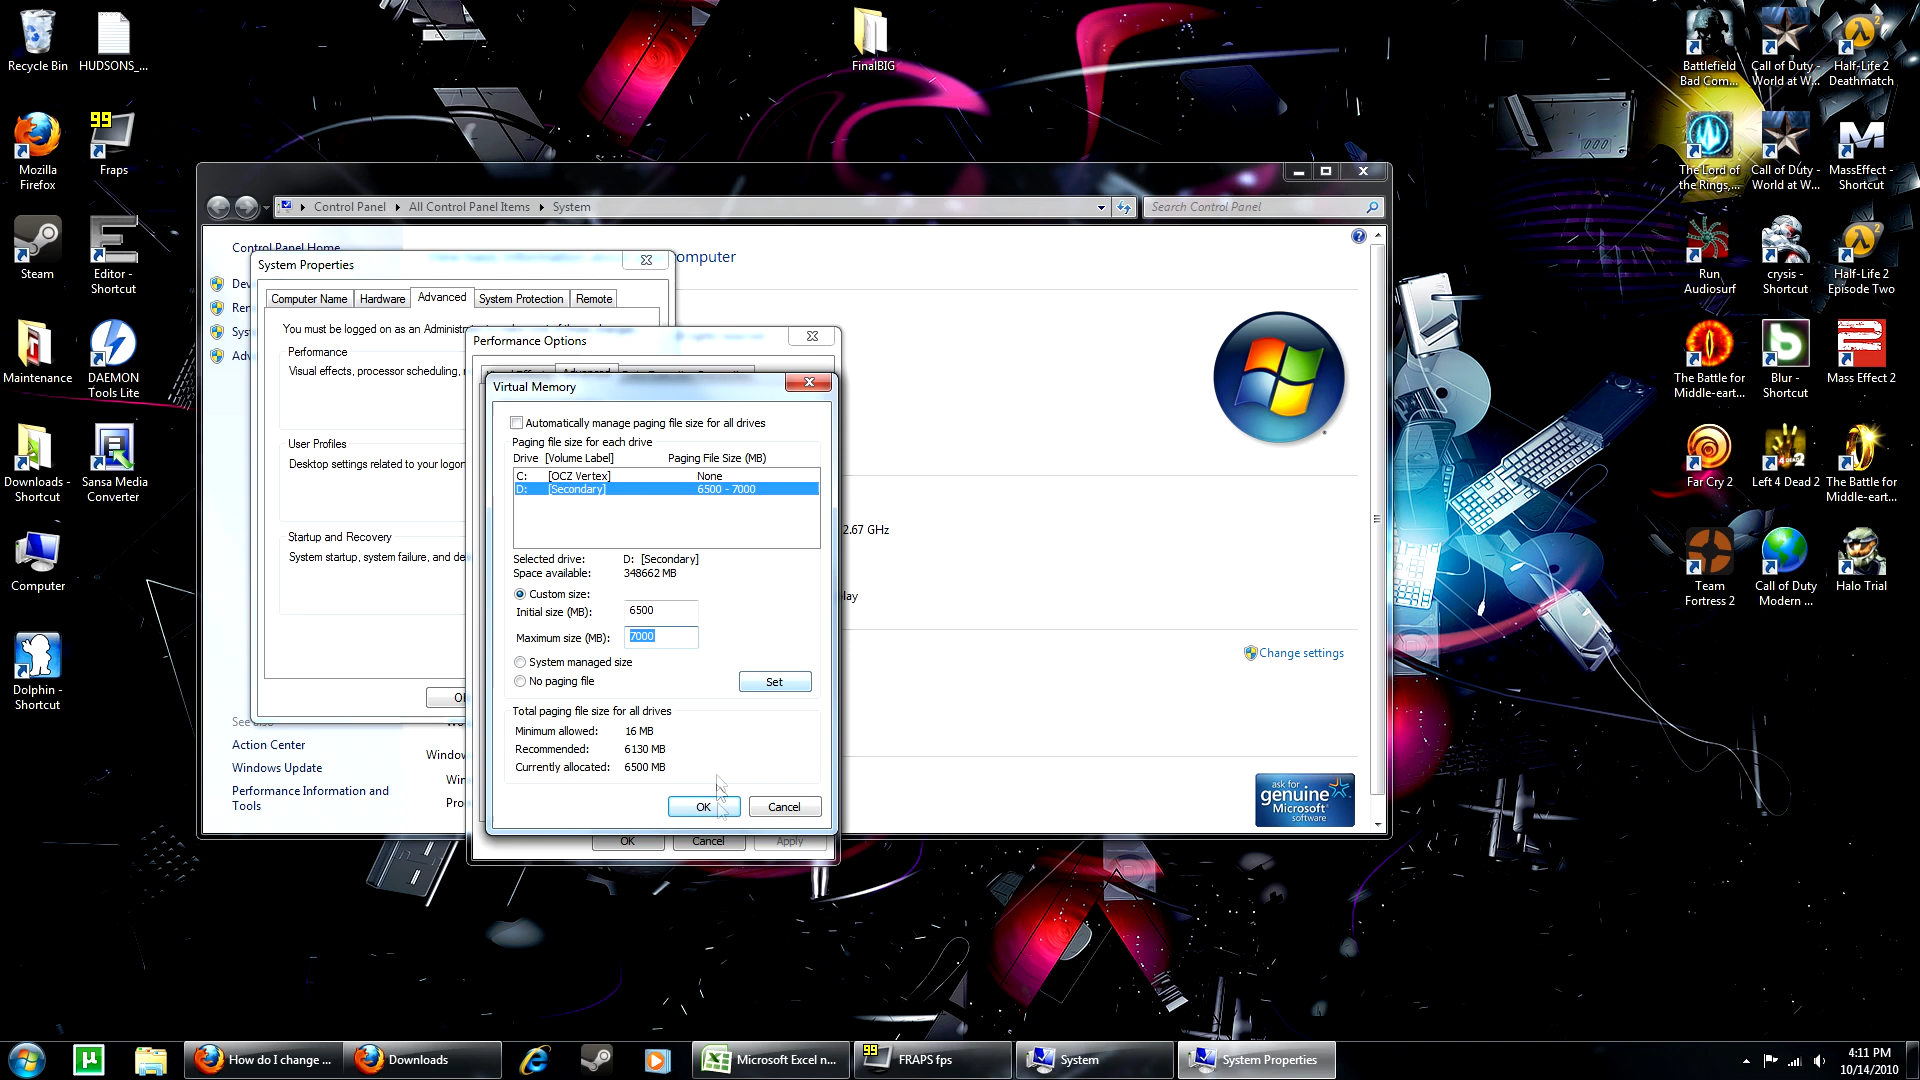 Recycle Bin
HUDSONS_...
FinalBIG
Battlefield
Bad Com...
Call of Duty -
World at W...
Half-Life 2
Deathmatch
99
Mozilla
Firefox
Fraps
The Lord of
the Rings,...
Call of Duty -
World at W...
MassEffect -
Shortcut
Steam
Editor -
Shortcut
Run
Audiosurf
crysis -
Shortcut
Half-Life 2
Episode Two
Maintenance
DAEMON
Tools Lite
The Battle for
Middle-eart...
Blur -
Shortcut
Mass Effect 2
Downloads -
Shortcut
Sansa Media
Converter
Far Cry 2
Left 4 Dead 2
The Battle for
Middle-eart...
Computer
Team
Fortress 2
Call of Duty
Modern ...
Halo Trial
Dolphin -
Shortcut
Control Panel
All Control Panel Items
System
Search Control Panel
Control Panel Home
omputer
Dev
Ren
Sys
Adv
2.67 GHz
lay
Change settings
Action Center
Windows Update
Performance Information and
Tools
Window
Win
Pro
ask for
genuine
Microsoft
software
System Properties
Computer Name
Hardware
Advanced
System Protection
Remote
You must be logged on as an Administrat
Performance
Visual effects, processor scheduling,
User Profiles
Desktop settings related to your logon
Startup and Recovery
System startup, system failure, and de
Performance Options
OK
Cancel
Apply
Virtual Memory
Automatically manage paging file size for all drives
Paging file size for each drive
Drive [Volume Label]
Paging File Size (MB)
C: [OCZ Vertex] None
D: [Secondary] 6500 - 7000
Selected drive: D: [Secondary]
Space available: 348662 MB
Custom size:
Initial size (MB): 6500
Maximum size (MB): 7000
System managed size
No paging file
Set
Total paging file size for all drives
Minimum allowed: 16 MB
Recommended: 6130 MB
Currently allocated: 6500 MB
OK
Cancel
How do I change ...
Downloads
Microsoft Excel n...
99
FRAPS fps
System
System Properties
4:11 PM
10/14/2010